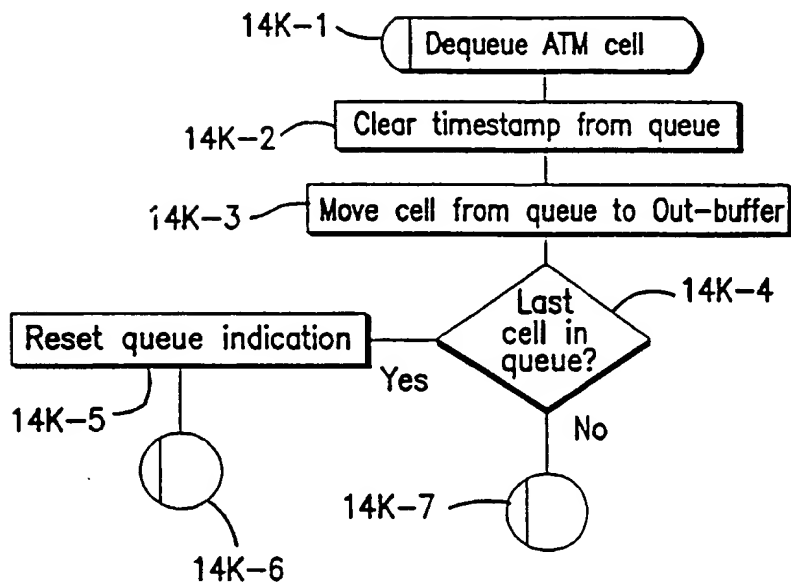 14K-1
Dequeue ATM cell
14K-2
Clear timestamp from queue
14K-3
Move cell from queue to Out-buffer
14K-4
Last
cell in
queue?
Reset queue indication
Yes
14K-5
No
14K-7
14K-6